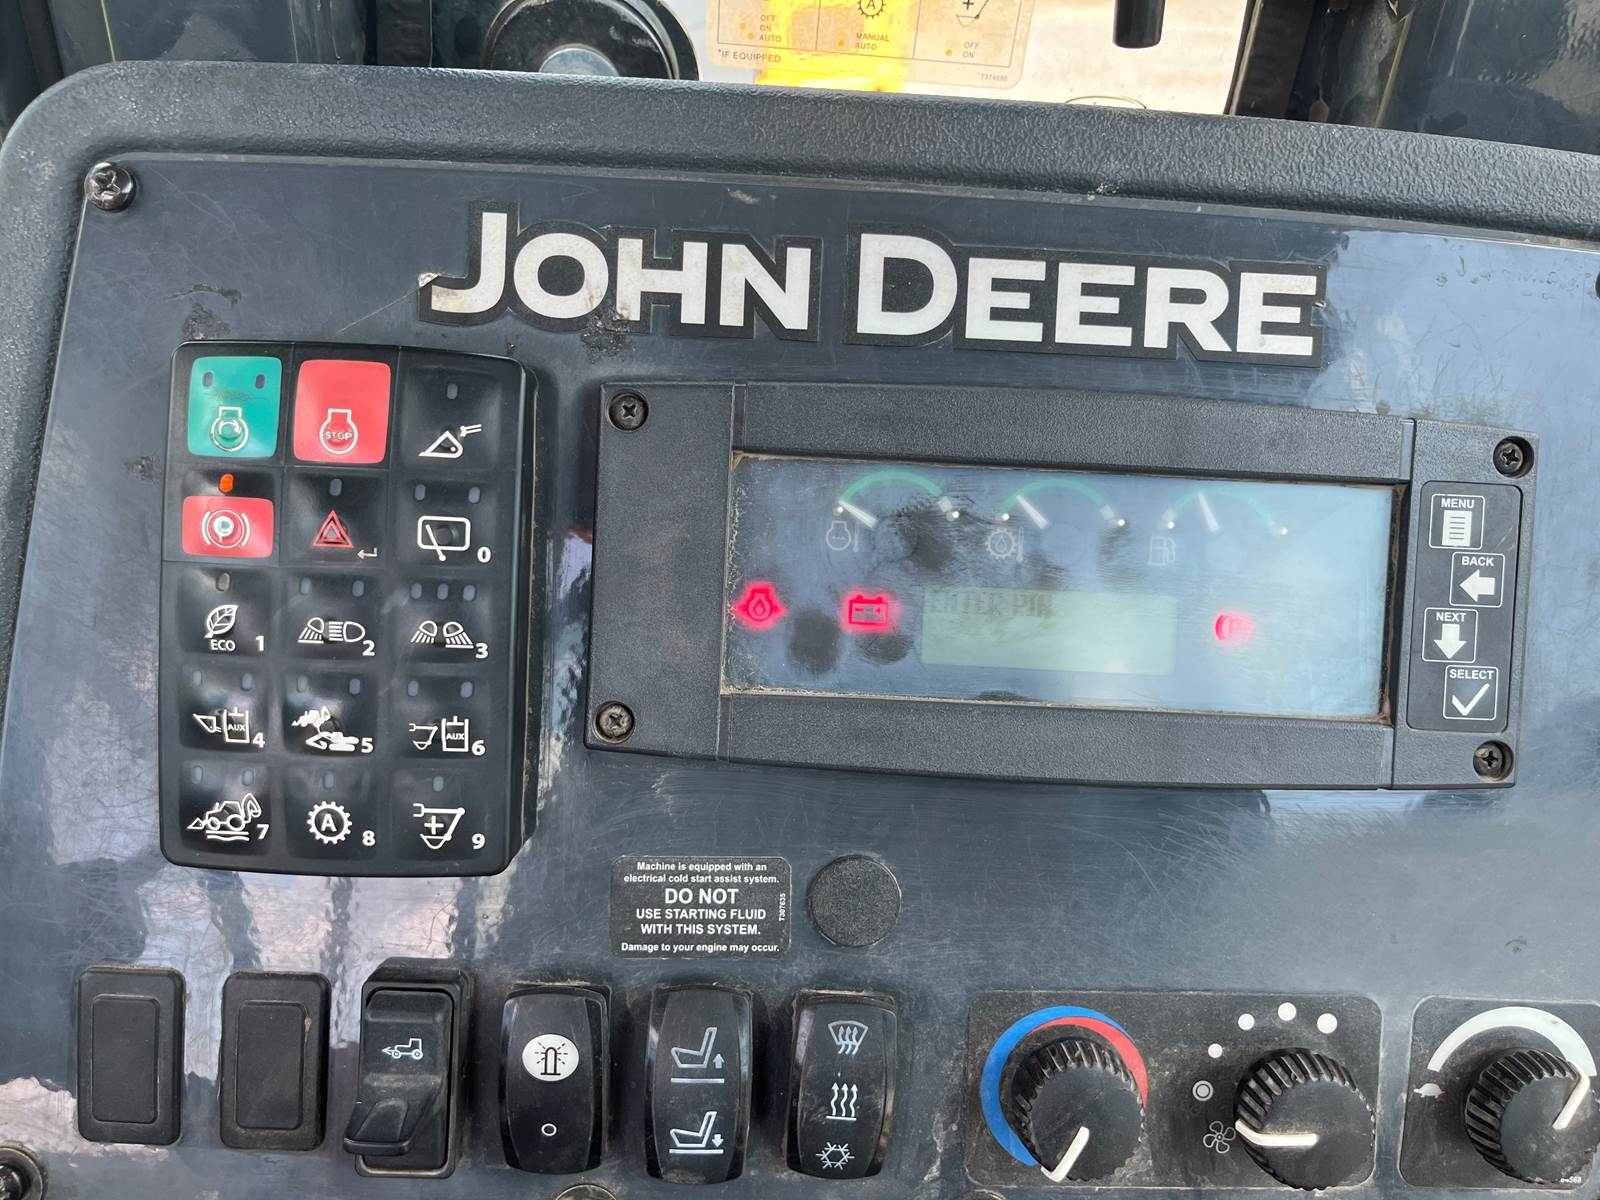 OFF
ON
AUTO
*IF EQUIPPED
A
MANUAL
AUTO
OFF
ON
*T374690
JOHN DEERE
STOP
P
0
ECO 1
2
3
AUX 4
5
AUX 6
7
A 8
9
ENTER PIN
P
MENU
BACK
NEXT
SELECT
Machine is equipped with an
electrical cold start assist system.
DO NOT
USE STARTING FLUID
WITH THIS SYSTEM.
Damage to your engine may occur.
T307635